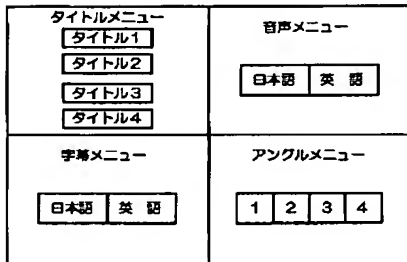 タイトルメニュー
タイトル1
タイトル2
タイトル3
タイトル4
音声メニュー
日本語 英 語
字幕メニュー
日本語 英 語
アングルメニュー
1 2 3 4